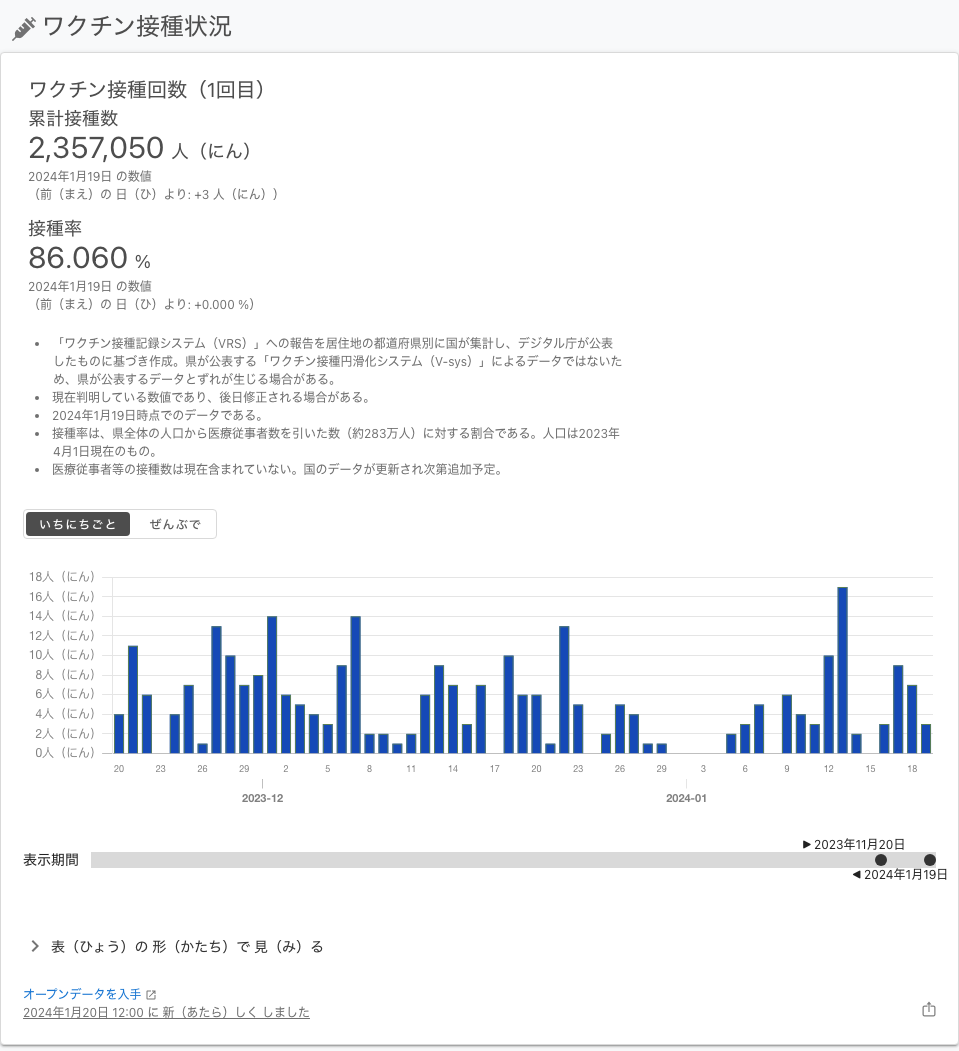 ワクチン接種状況
ワクチン接種回数（1回目）
累計接種数
2,357,050 人（にん）
2024年1月19日 の数値
（前（まえ）の 日（ひ）より: +3 人（にん））
接種率
86.060 %
2024年1月19日 の数値
（前（まえ）の 日（ひ）より: +0.000 %）
• 「ワクチン接種記録システム（VRS）」への報告を居住地の都道府県別に国が集計し、デジタル庁が公表
したものに基づき作成。県が公表する「ワクチン接種円滑化システム（V-sys）」によるデータではないた
め、県が公表するデータとずれが生じる場合がある。
• 現在判明している数値であり、後日修正される場合がある。
• 2024年1月19日時点でのデータである。
• 接種率は、県全体の人口から医療従事者数を引いた数（約283万人）に対する割合である。人口は2023年
4月1日現在のもの。
• 医療従事者等の接種数は現在含まれていない。国のデータが更新され次第追加予定。
いちにちごと ぜんぶで
18人（にん）
16人（にん）
14人（にん）
12人（にん）
10人（にん）
8人（にん）
6人（にん）
4人（にん）
2人（にん）
0人（にん）
20 23 26 29 2 5 8 11 14 17 20 23 26 29 3 6 9 12 15 18
2023-12 2024-01
▶ 2023年11月20日
表示期間
◀ 2024年1月19日
表（ひょう）の 形（かたち）で 見（み）る
オープンデータを入手
2024年1月20日 12:00 に 新（あたら）しく しました